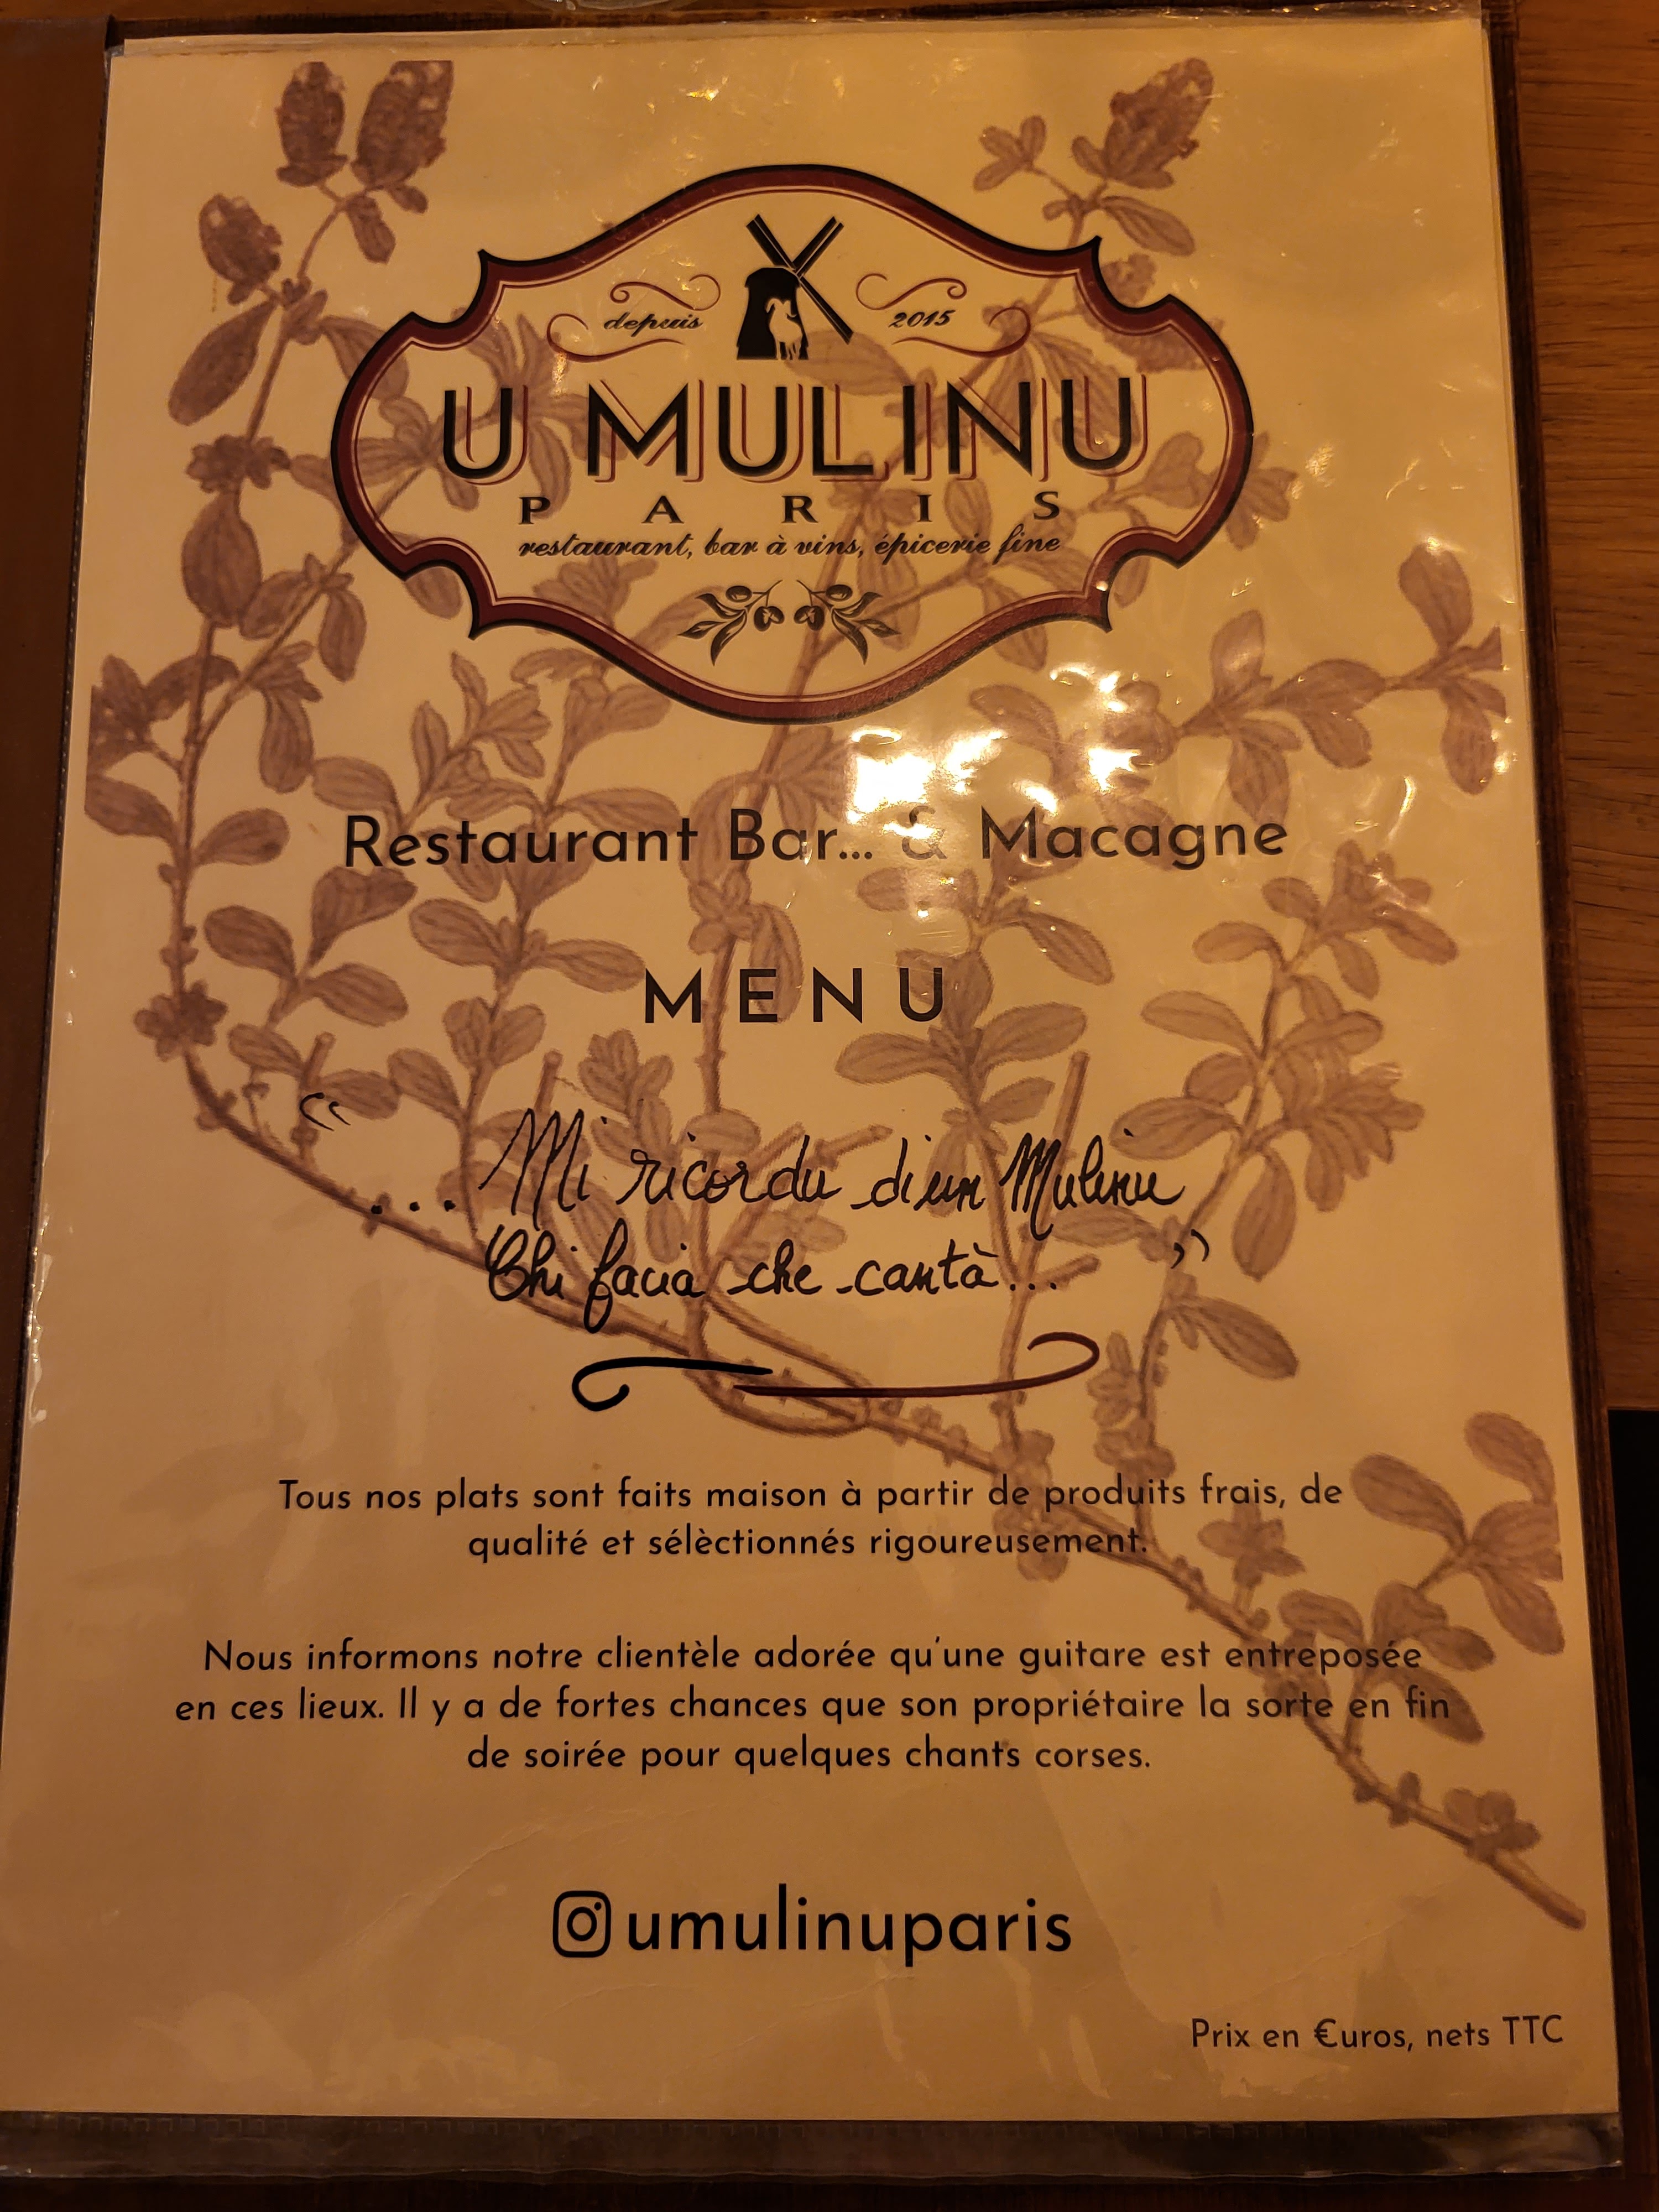 depuis 2015
U MULINU
PARIS
restaurant, bar à vins, épicerie fine
Restaurant Bar... & Macagne
MENU
“
... Mi ricordu di un Mulinu
Chi facia che cantà... ”
Tous nos plats sont faits maison à partir de produits frais, de
qualité et sélèctionnés rigoureusement.
Nous informons notre clientèle adorée qu'une guitare est entreposée
en ces lieux. Il y a de fortes chances que son propriétaire la sorte en fin
de soirée pour quelques chants corses.
umulinuparis
Prix en €uros, nets TTC